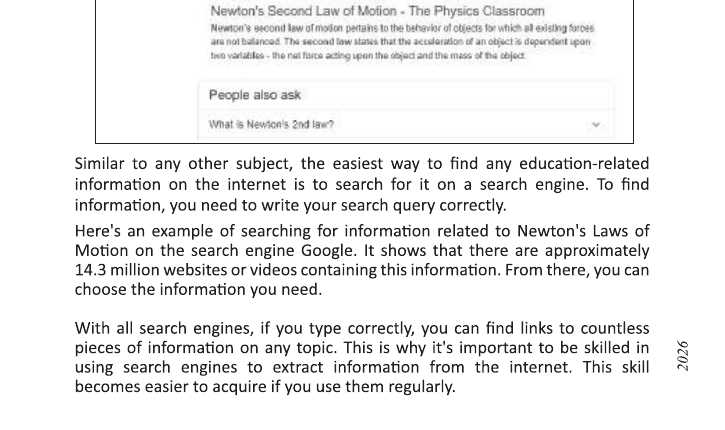 Newton's Second Law of Motion - The Physics Classroom
Newton's second law of motion pertains to the behavior of objects for which all existing forces
are not balanced. The second law states that the acceleration of an object is dependent upon
two variables - the net force acting upon the object and the mass of the object.
People also ask
What is Newton's 2nd law?
Similar to any other subject, the easiest way to find any education-related
information on the internet is to search for it on a search engine. To find
information, you need to write your search query correctly.
Here's an example of searching for information related to Newton's Laws of
Motion on the search engine Google. It shows that there are approximately
14.3 million websites or videos containing this information. From there, you can
choose the information you need.
With all search engines, if you type correctly, you can find links to countless
pieces of information on any topic. This is why it's important to be skilled in
using search engines to extract information from the internet. This skill
becomes easier to acquire if you use them regularly.
2026